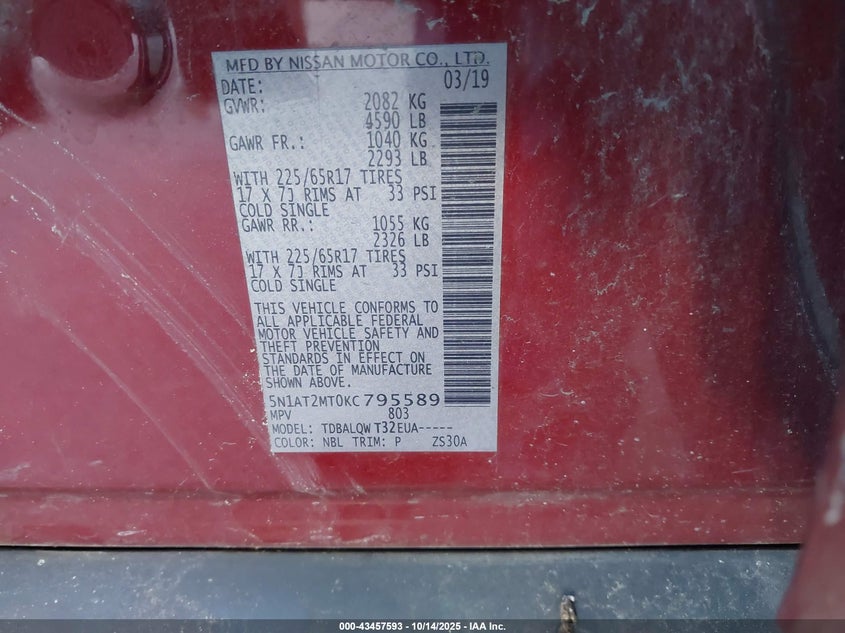 MFD BY NISSAN MOTOR CO., LTD.
DATE: 03/19
GVWR: 2082 KG
4590 LB
GAWR FR.: 1040 KG
2293 LB
WITH 225/65R17 TIRES
17 X 7J RIMS AT 33 PSI
COLD SINGLE
GAWR RR.: 1055 KG
2326 LB
WITH 225/65R17 TIRES
17 X 7J RIMS AT 33 PSI
COLD SINGLE
THIS VEHICLE CONFORMS TO
ALL APPLICABLE FEDERAL
MOTOR VEHICLE SAFETY AND
THEFT PREVENTION
STANDARDS IN EFFECT ON
THE DATE OF MANUFACTURE
SHOWN ABOVE.
5N1AT2MT0KC795589
MPV 803
MODEL: TDBALQWT32EUA-----
COLOR: NBL TRIM: P ZS30A
000-43457593 - 10/14/2025 - IAA Inc.